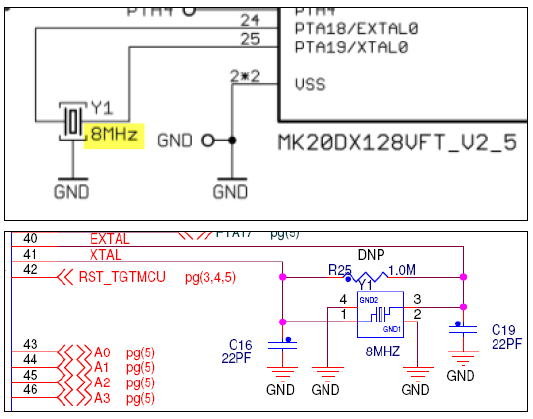 PTA4
PTA4
24
PTA18/EXTAL0
25
PTA19/XTAL0
2*2
VSS
Y1
8MHz
GND
MK20DX128VFT_V2_5
GND
GND
PTA17 pg(5)
40
EXTAL
41
XTAL
42
RST_TGTMCU pg(3,4,5)
DNP
R25
1.0M
Y1
4
GND2
3
1
GND1
2
C16
22PF
8MHZ
C19
22PF
GND
GND
GND
GND
43
A0 pg(5)
44
A1 pg(5)
45
A2 pg(5)
46
A3 pg(5)